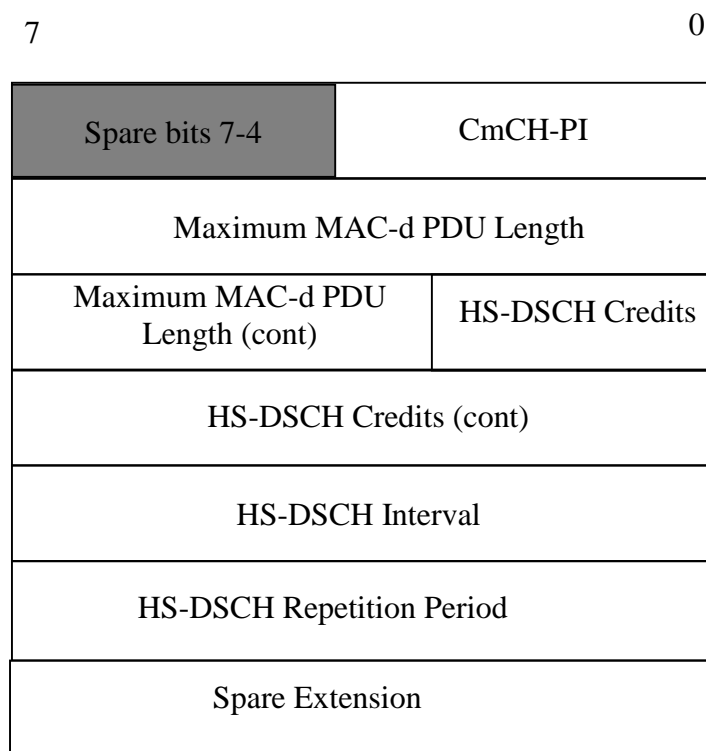 7 0
Spare bits 7-4 CmCH-PI
Maximum MAC-d PDU Length
Maximum MAC-d PDU
Length (cont)
HS-DSCH Credits
HS-DSCH Credits (cont)
HS-DSCH Interval
HS-DSCH Repetition Period
Spare Extension